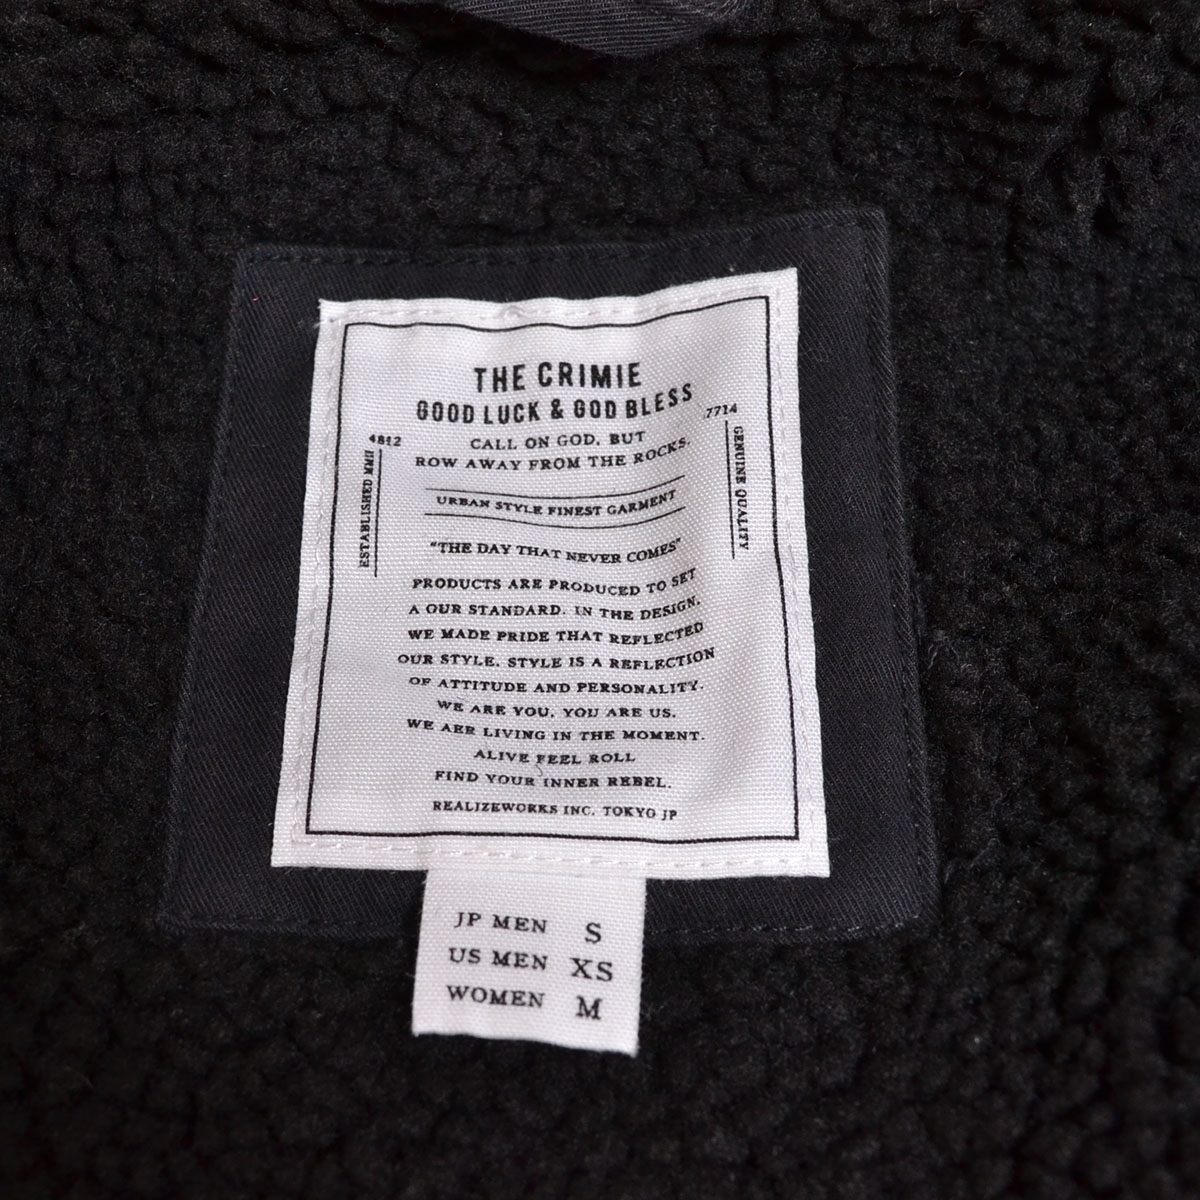 THE CRIMIE
GOOD LUCK & GOD BLESS
4812
.7714
CALL ON GOD, BUT
ROW AWAY FROM THE ROCKS.
ESTABLISHED MMII
GENUINE QUALITY
URBAN STYLE FINEST GARMENT
"THE DAY THAT NEVER COMES"
PRODUCTS ARE PRODUCED TO SET
A OUR STANDARD. IN THE DESIGN,
WE MADE PRIDE THAT REFLECTED
OUR STYLE. STYLE IS A REFLECTION
OF ATTITUDE AND PERSONALITY.
WE ARE YOU, YOU ARE US.
WE AER LIVING IN THE MOMENT.
ALIVE FEEL ROLL
FIND YOUR INNER REBEL.
REALIZEWORKS INC. TOKYO JP
JP MEN S
US MEN XS
WOMEN M